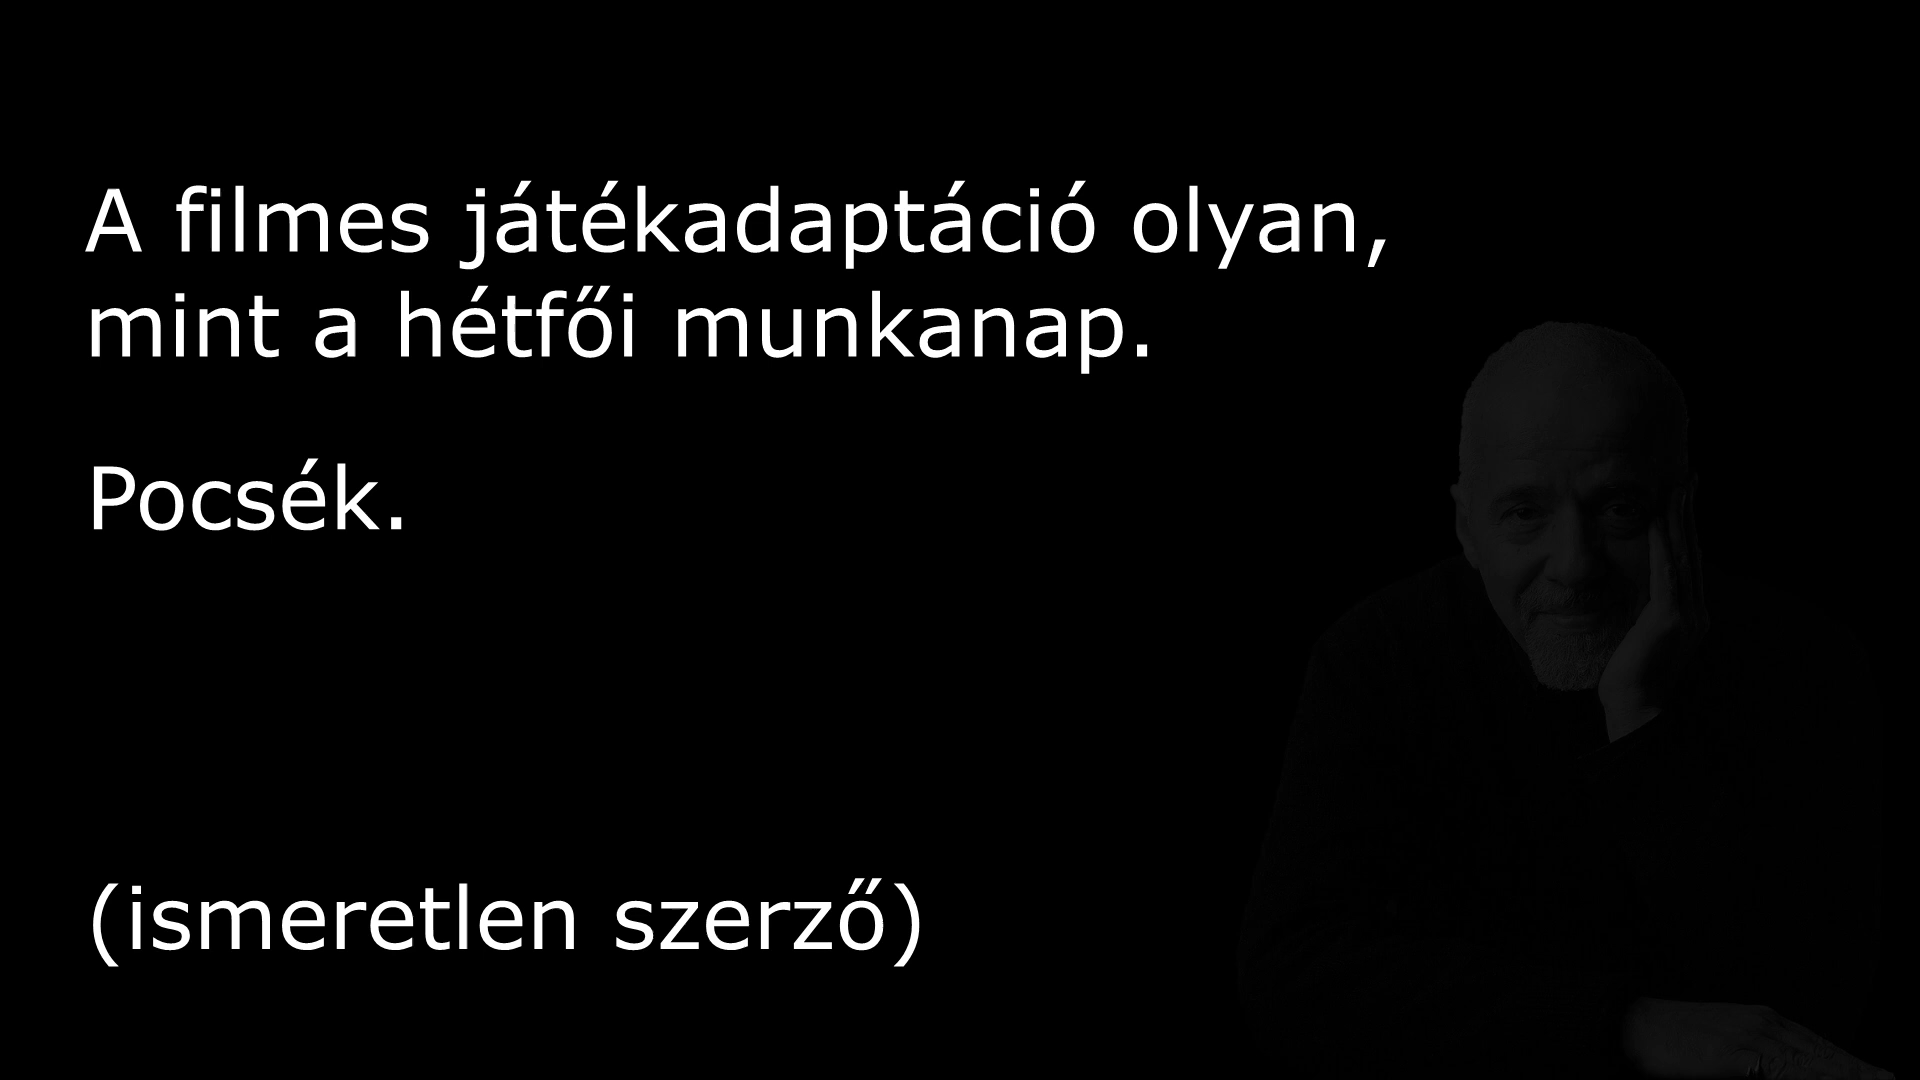 A filmes játékadaptáció olyan,
mint a hétfői munkanap.
Pocsék.
(ismeretlen szerző)